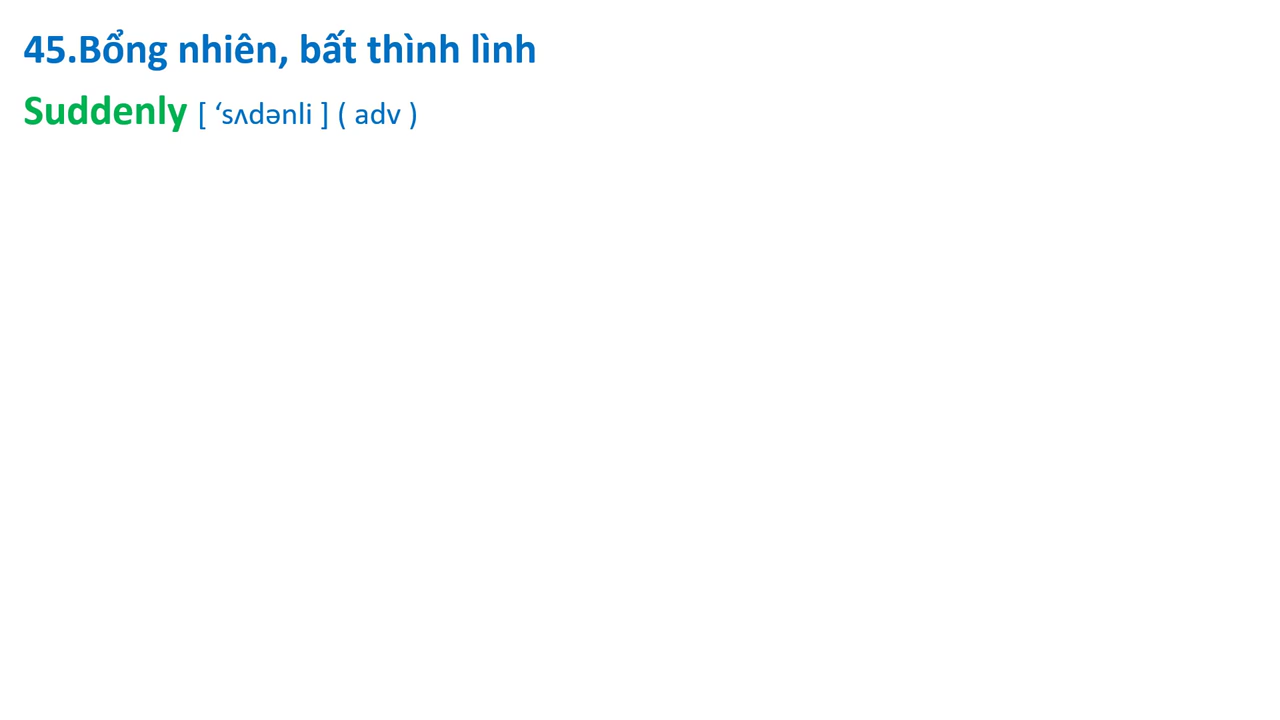 45.Bổng nhiên, bất thình lình
Suddenly [ ‘sʌdənli ] ( adv )